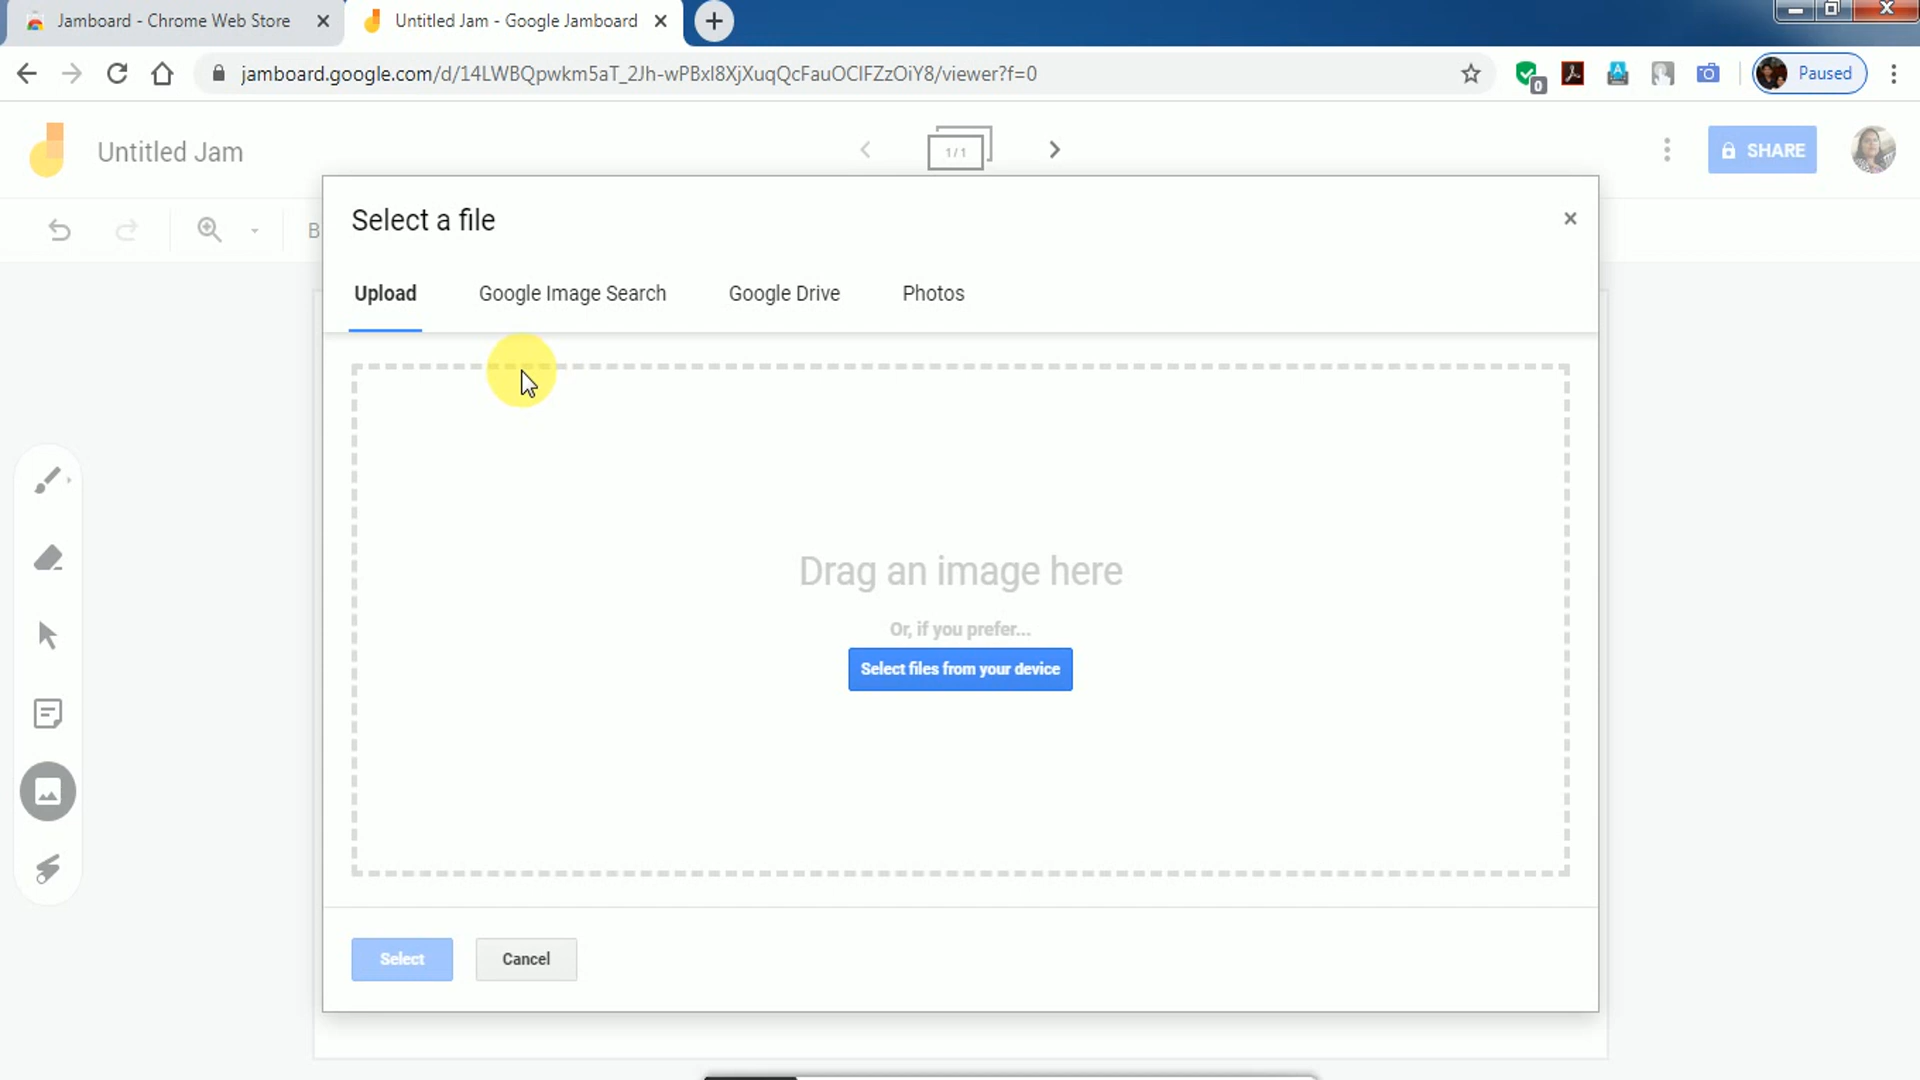 Jamboard - Chrome Web Store
Untitled Jam - Google Jamboard
jamboard.google.com/d/14LWBQpwkm5aT_2Jh-wPBxl8XjXuqQcFauOCIFZzOiY8/viewer?f=0
0
Paused
Untitled Jam
1/1
SHARE
B
Select a file
Upload
Google Image Search
Google Drive
Photos
Drag an image here
Or, if you prefer...
Select files from your device
Select
Cancel